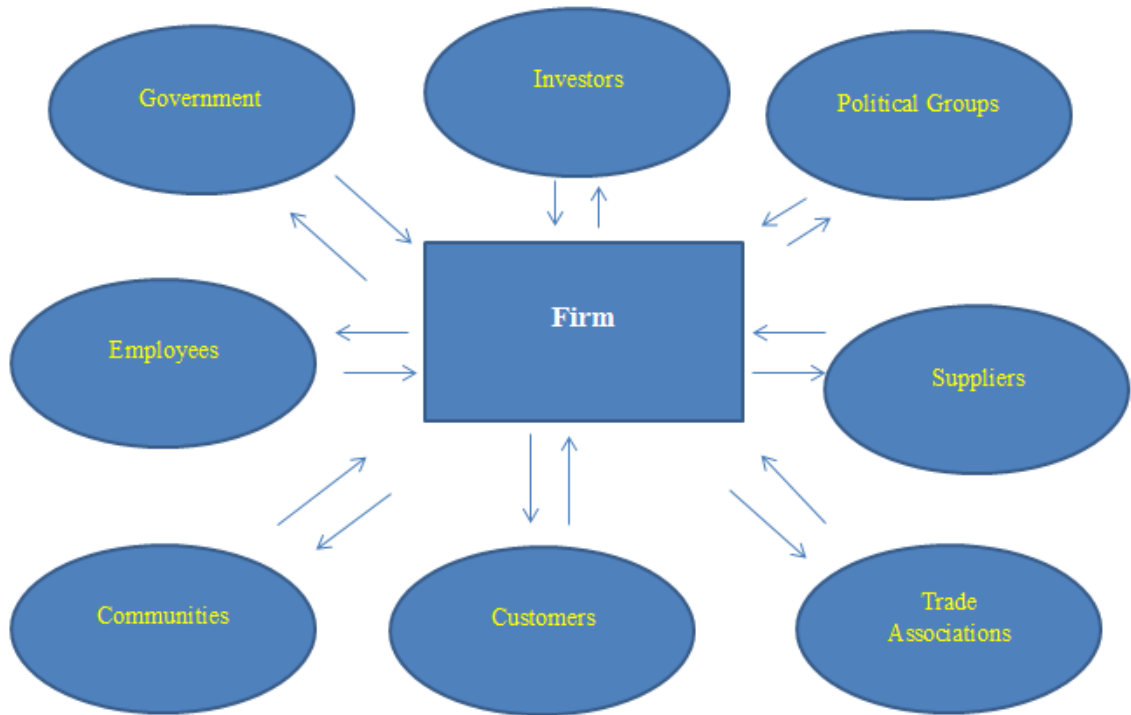 Government
Investors
Political Groups
Firm
Employees
Suppliers
Communities
Customers
Trade
Associations